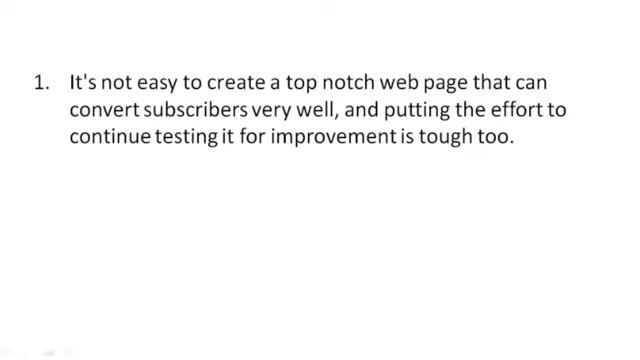 1. It's not easy to create a top notch web page that can
convert subscribers very well, and putting the effort to
continue testing it for improvement is tough too.